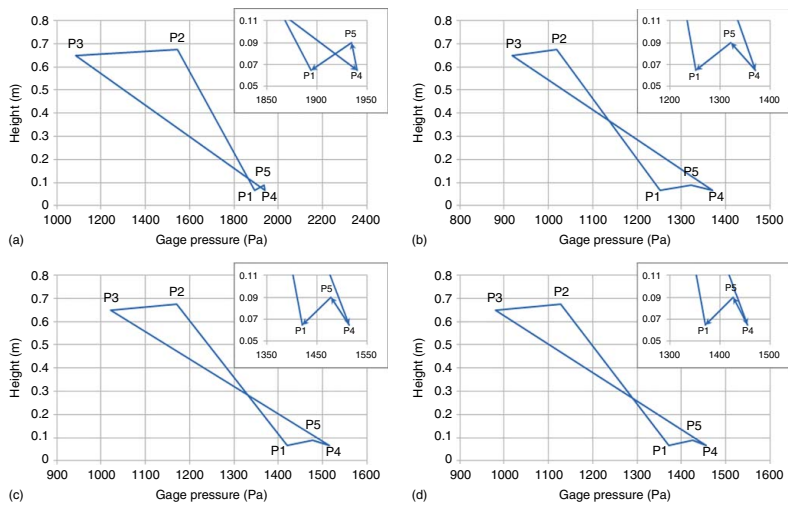 0.8
0.7
0.6
0.5
0.4
0.3
0.2
0.1
0
Height (m)
P3
P2
P5
P1 P4
1000 1200 1400 1600 1800 2000 2200 2400
Gage pressure (Pa)
(a)
0.11
0.09
0.07
0.05
P5
P1 P4
1850 1900 1950
0.8
0.7
0.6
0.5
0.4
0.3
0.2
0.1
0
Height (m)
P3
P2
P5
P1 P4
800 900 1000 1100 1200 1300 1400 1500
Gage pressure (Pa)
(b)
0.11
0.09
0.07
0.05
P5
P1 P4
1200 1300 1400
0.8
0.7
0.6
0.5
0.4
0.3
0.2
0.1
0
Height (m)
P3
P2
P5
P1 P4
900 1000 1100 1200 1300 1400 1500 1600
Gage pressure (Pa)
(c)
0.11
0.09
0.07
0.05
P5
P1 P4
1350 1450 1550
0.8
0.7
0.6
0.5
0.4
0.3
0.2
0.1
0
Height (m)
P3
P2
P5
P1 P4
900 1000 1100 1200 1300 1400 1500 1600
Gage pressure (Pa)
(d)
0.11
0.09
0.07
0.05
P5
P1 P4
1300 1400 1500